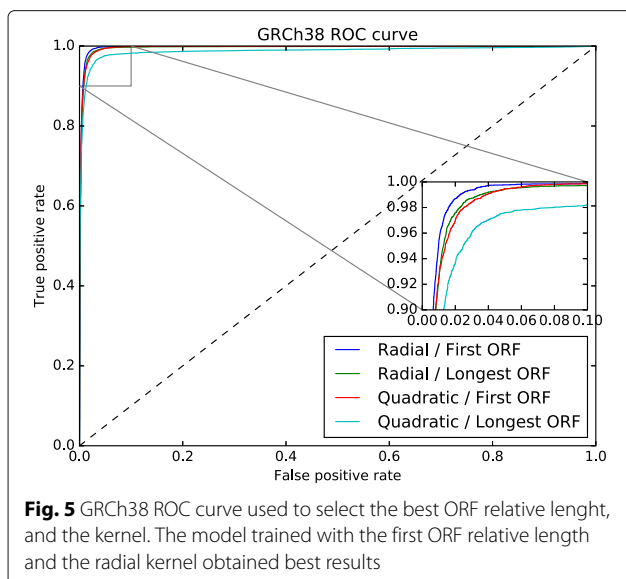 GRCh38 ROC curve
1.0
0.8
0.6
0.4
0.2
0.0
True positive rate
1.00
0.98
0.96
0.94
0.92
0.90
0.00 0.02 0.04 0.06 0.08 0.10
Radial / First ORF
Radial / Longest ORF
Quadratic / First ORF
Quadratic / Longest ORF
0.0 0.2 0.4 0.6 0.8 1.0
False positive rate
Fig. 5 GRCh38 ROC curve used to select the best ORF relative lenght,
and the kernel. The model trained with the first ORF relative length
and the radial kernel obtained best results